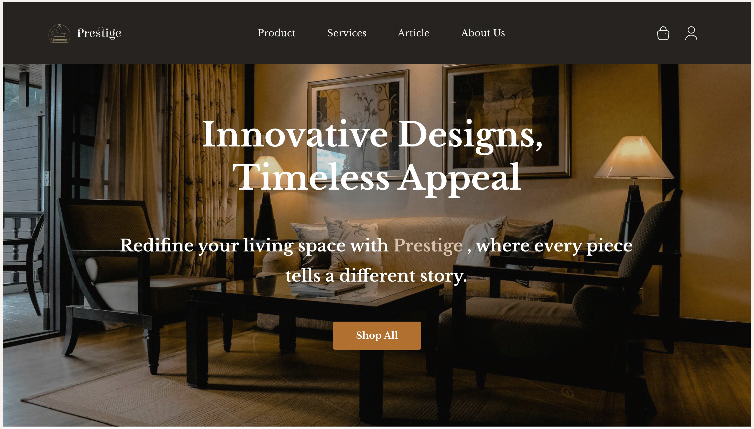 Prestige
Product Services Article About Us
Innovative Designs,
Timeless Appeal
Redifine your living space with Prestige , where every piece
tells a different story.
Shop All